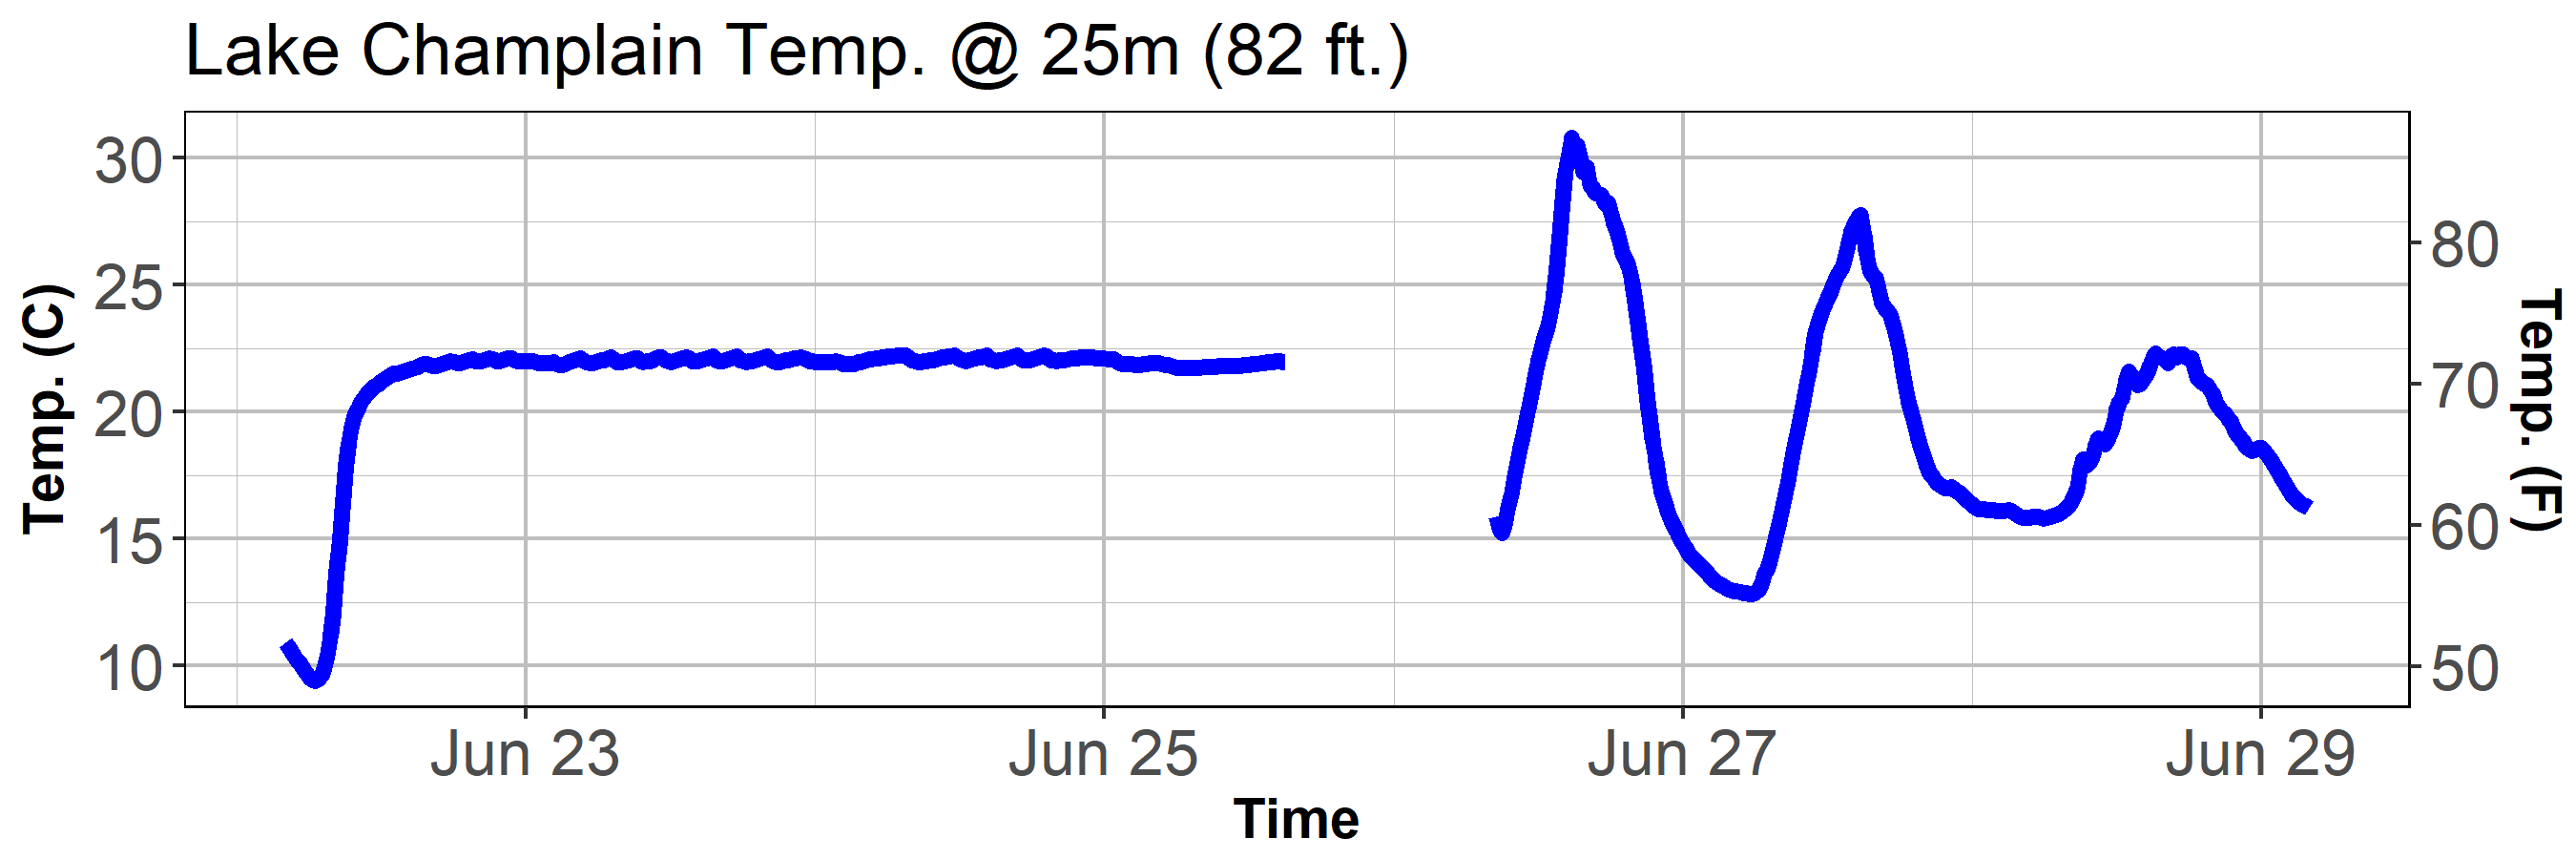 Lake Champlain Temp. @ 25m (82 ft.)
Temp. (C)
30
25
20
15
10
80
70
60
50
Temp. (F)
Jun 23
Jun 25
Jun 27
Jun 29
Time